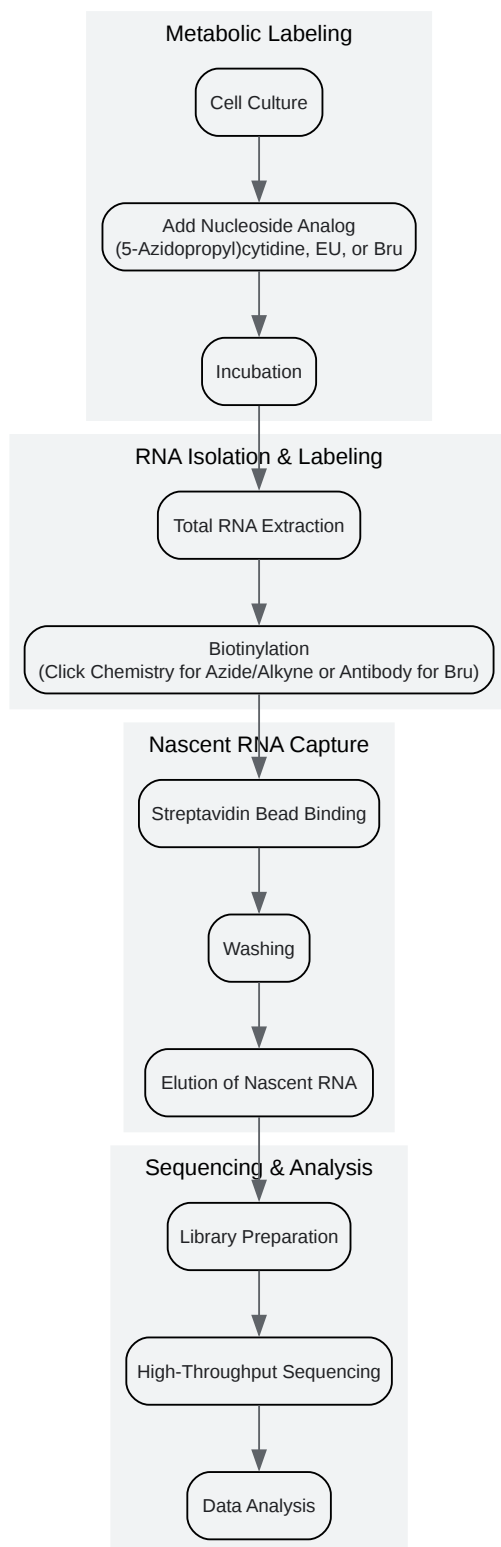 Metabolic Labeling
Cell Culture
Add Nucleoside Analog
(5-Azidopropyl)cytidine, EU, or Bru
Incubation
RNA Isolation & Labeling
Total RNA Extraction
Biotinylation
(Click Chemistry for Azide/Alkyne or Antibody for Bru)
Nascent RNA Capture
Streptavidin Bead Binding
Washing
Elution of Nascent RNA
Sequencing & Analysis
Library Preparation
High-Throughput Sequencing
Data Analysis